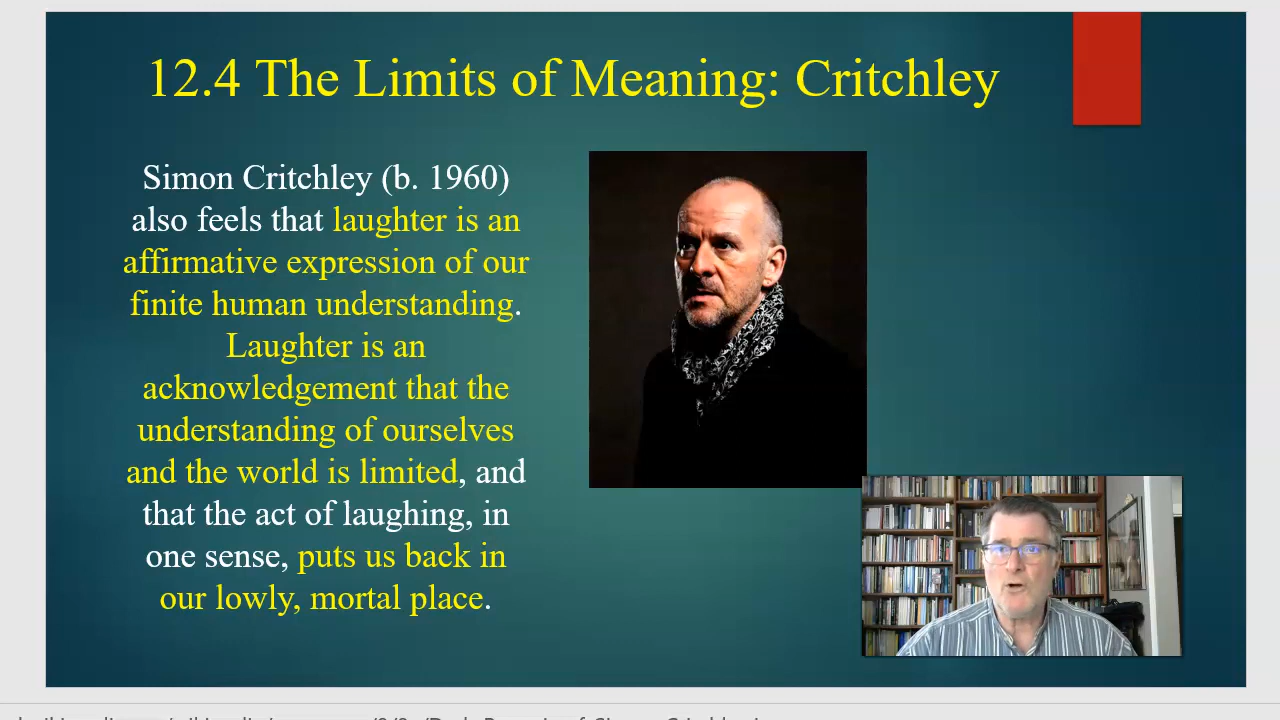 12.4 The Limits of Meaning: Critchley
Simon Critchley (b. 1960)
also feels that laughter is an
affirmative expression of our
finite human understanding.
Laughter is an
acknowledgement that the
understanding of ourselves
and the world is limited, and
that the act of laughing, in
one sense, puts us back in
our lowly, mortal place.